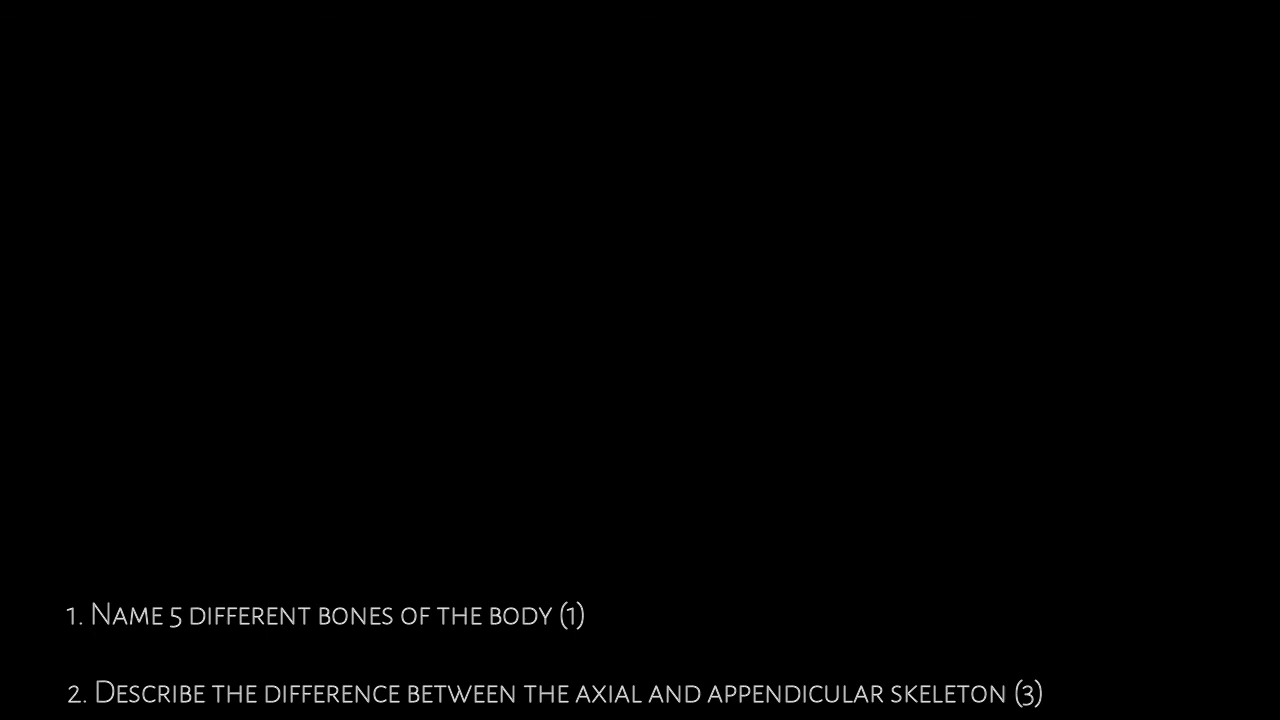 1. Name 5 different bones of the body (1)
2. Describe the difference between the axial and appendicular skeleton (3)